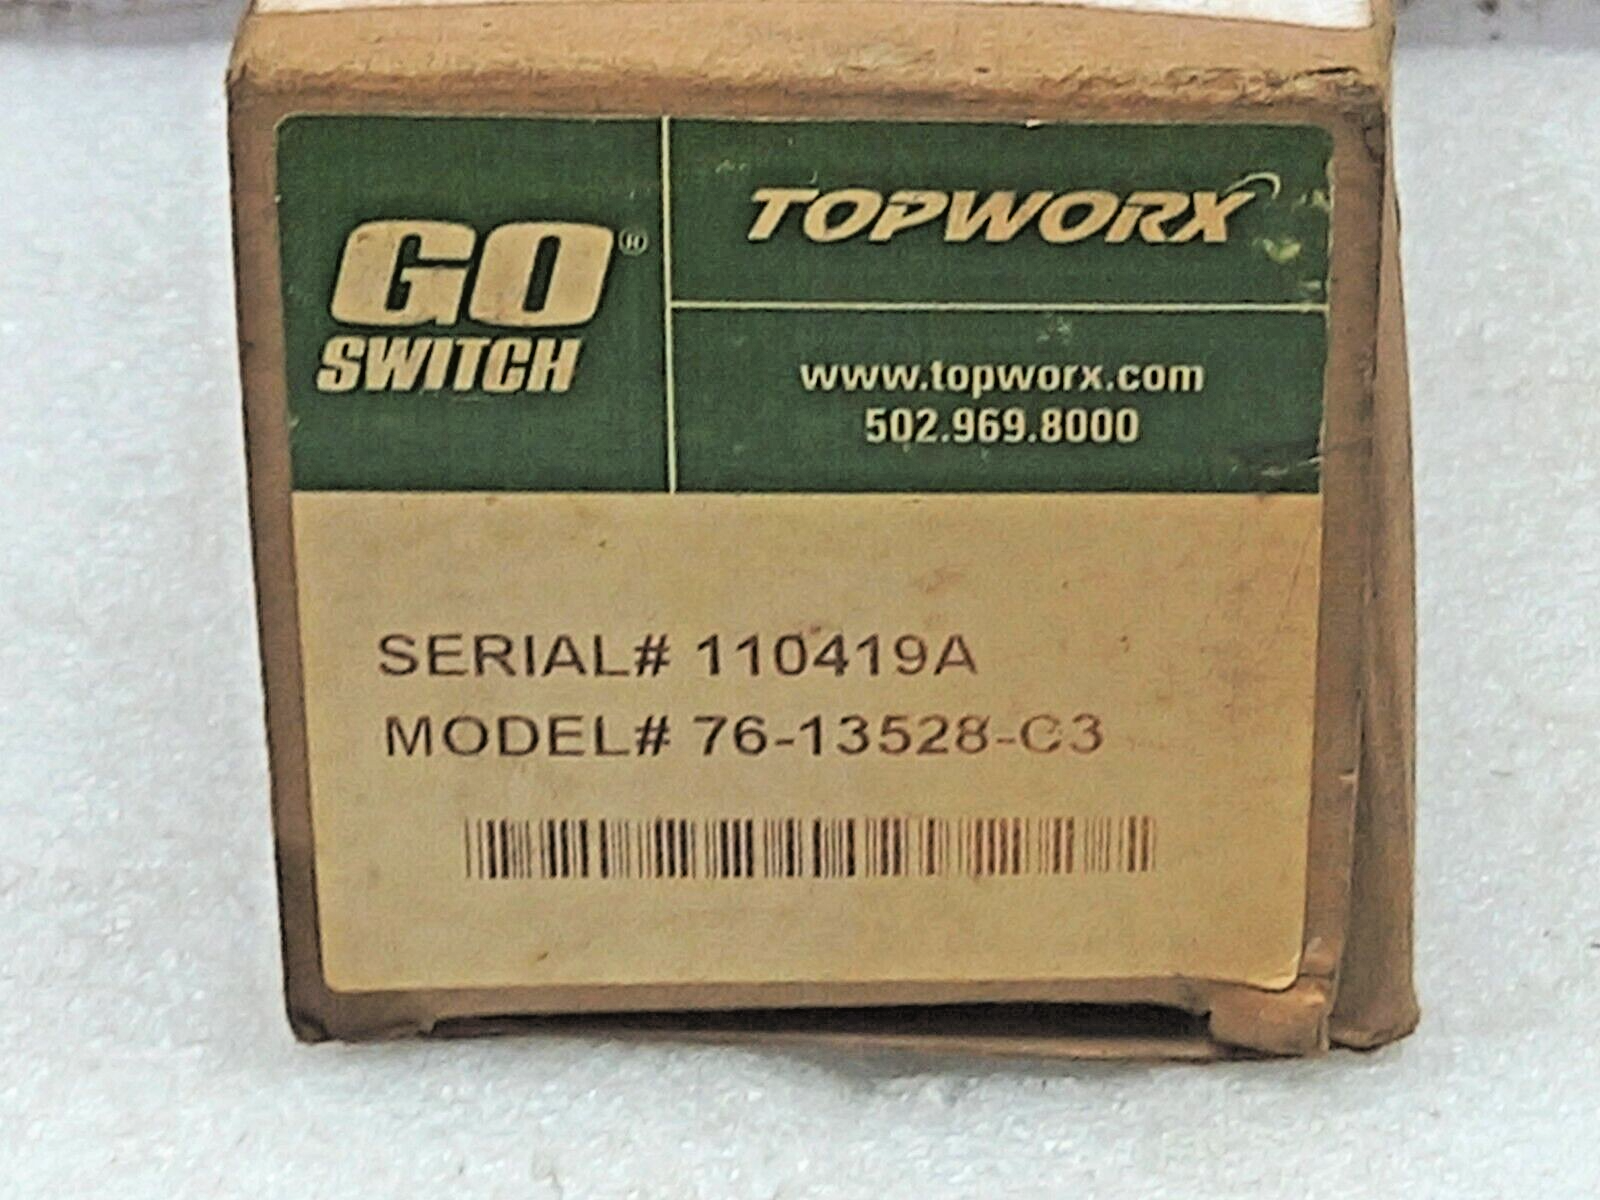 GO®
SWITCH
TOPWORX
www.topworx.com
502.969.8000
SERIAL# 110419A
MODEL# 76-13528-C3